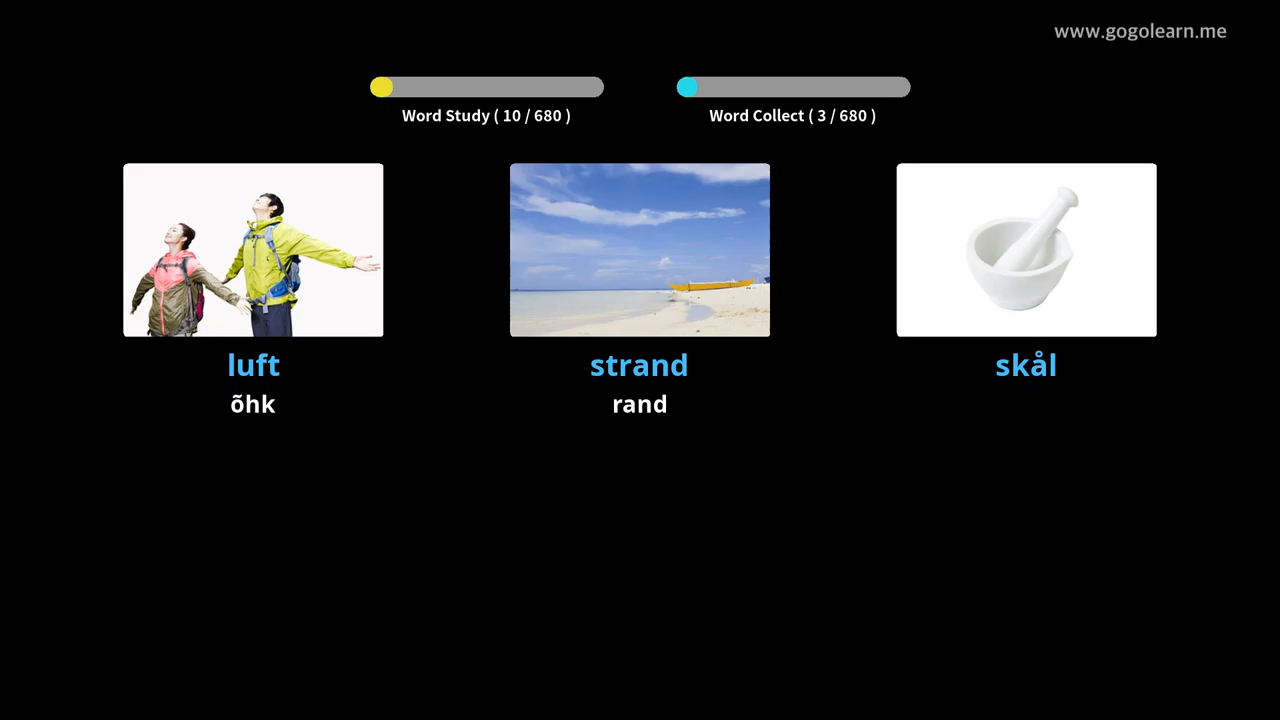 www.gogolearn.me
Word Study ( 10 / 680 )
Word Collect ( 3 / 680 )
luft
strand
skål
õhk
rand